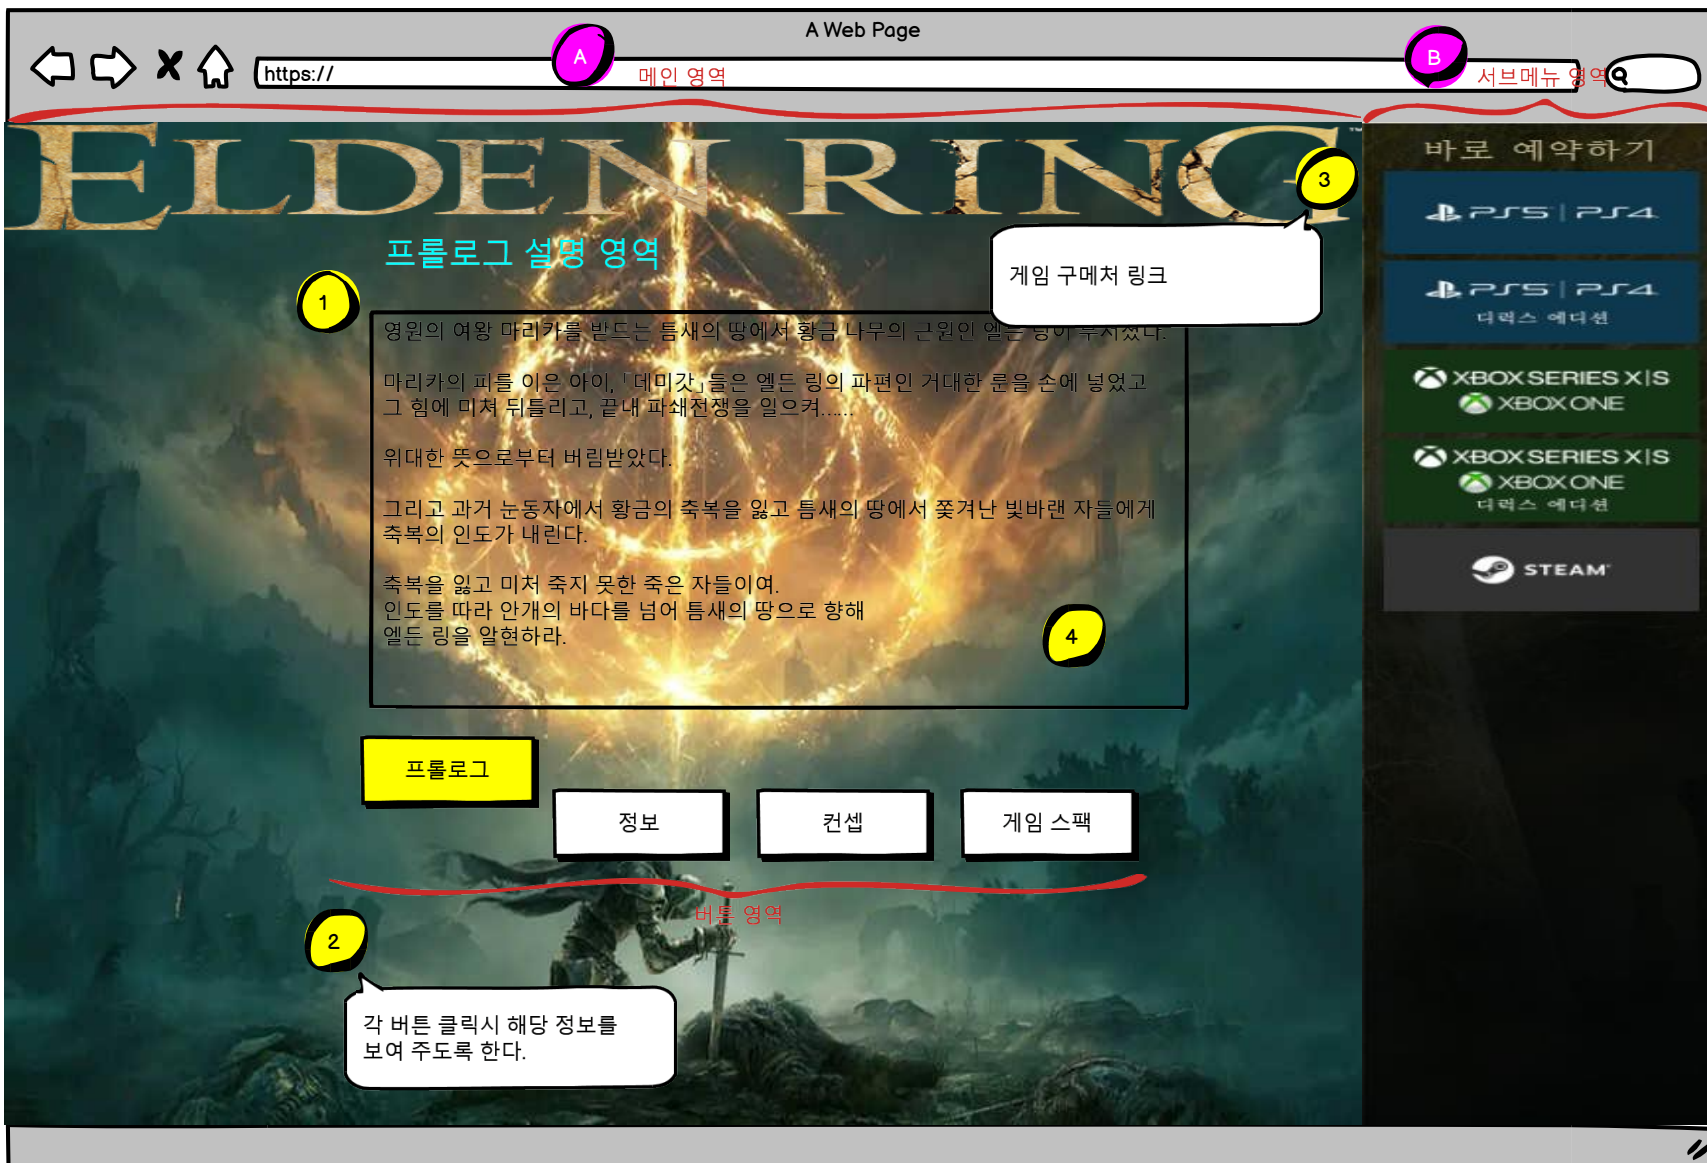 A Web Page
https://
A
메인 영역
B
서브메뉴 영역
ELDEN RING
3
게임 구매처 링크
프롤로그 설명 영역
1
영원의 여왕 마리카를 받드는 틈새의 땅에서 황금 나무의 근원인 엘든 링이 부서졌다.
마리카의 피를 이은 아이, 「데미갓」들은 엘든 링의 파편인 거대한 룬을 손에 넣었고
그 힘에 미쳐 뒤틀리고, 끝내 파쇄전쟁을 일으켜......
위대한 뜻으로부터 버림받았다.
그리고 과거 눈동자에서 황금의 축복을 잃고 틈새의 땅에서 쫓겨난 빛바랜 자들에게
축복의 인도가 내린다.
축복을 잃고 미처 죽지 못한 죽은 자들이여.
인도를 따라 안개의 바다를 넘어 틈새의 땅으로 향해
엘든 링을 알현하라.
4
프롤로그
정보
컨셉
게임 스팩
버튼 영역
2
각 버튼 클릭시 해당 정보를
보여 주도록 한다.
바로 예약하기
PS5 | PS4
PS5 | PS4
디럭스 에디션
XBOX SERIES X|S
XBOX ONE
XBOX SERIES X|S
XBOX ONE
디럭스 에디션
STEAM